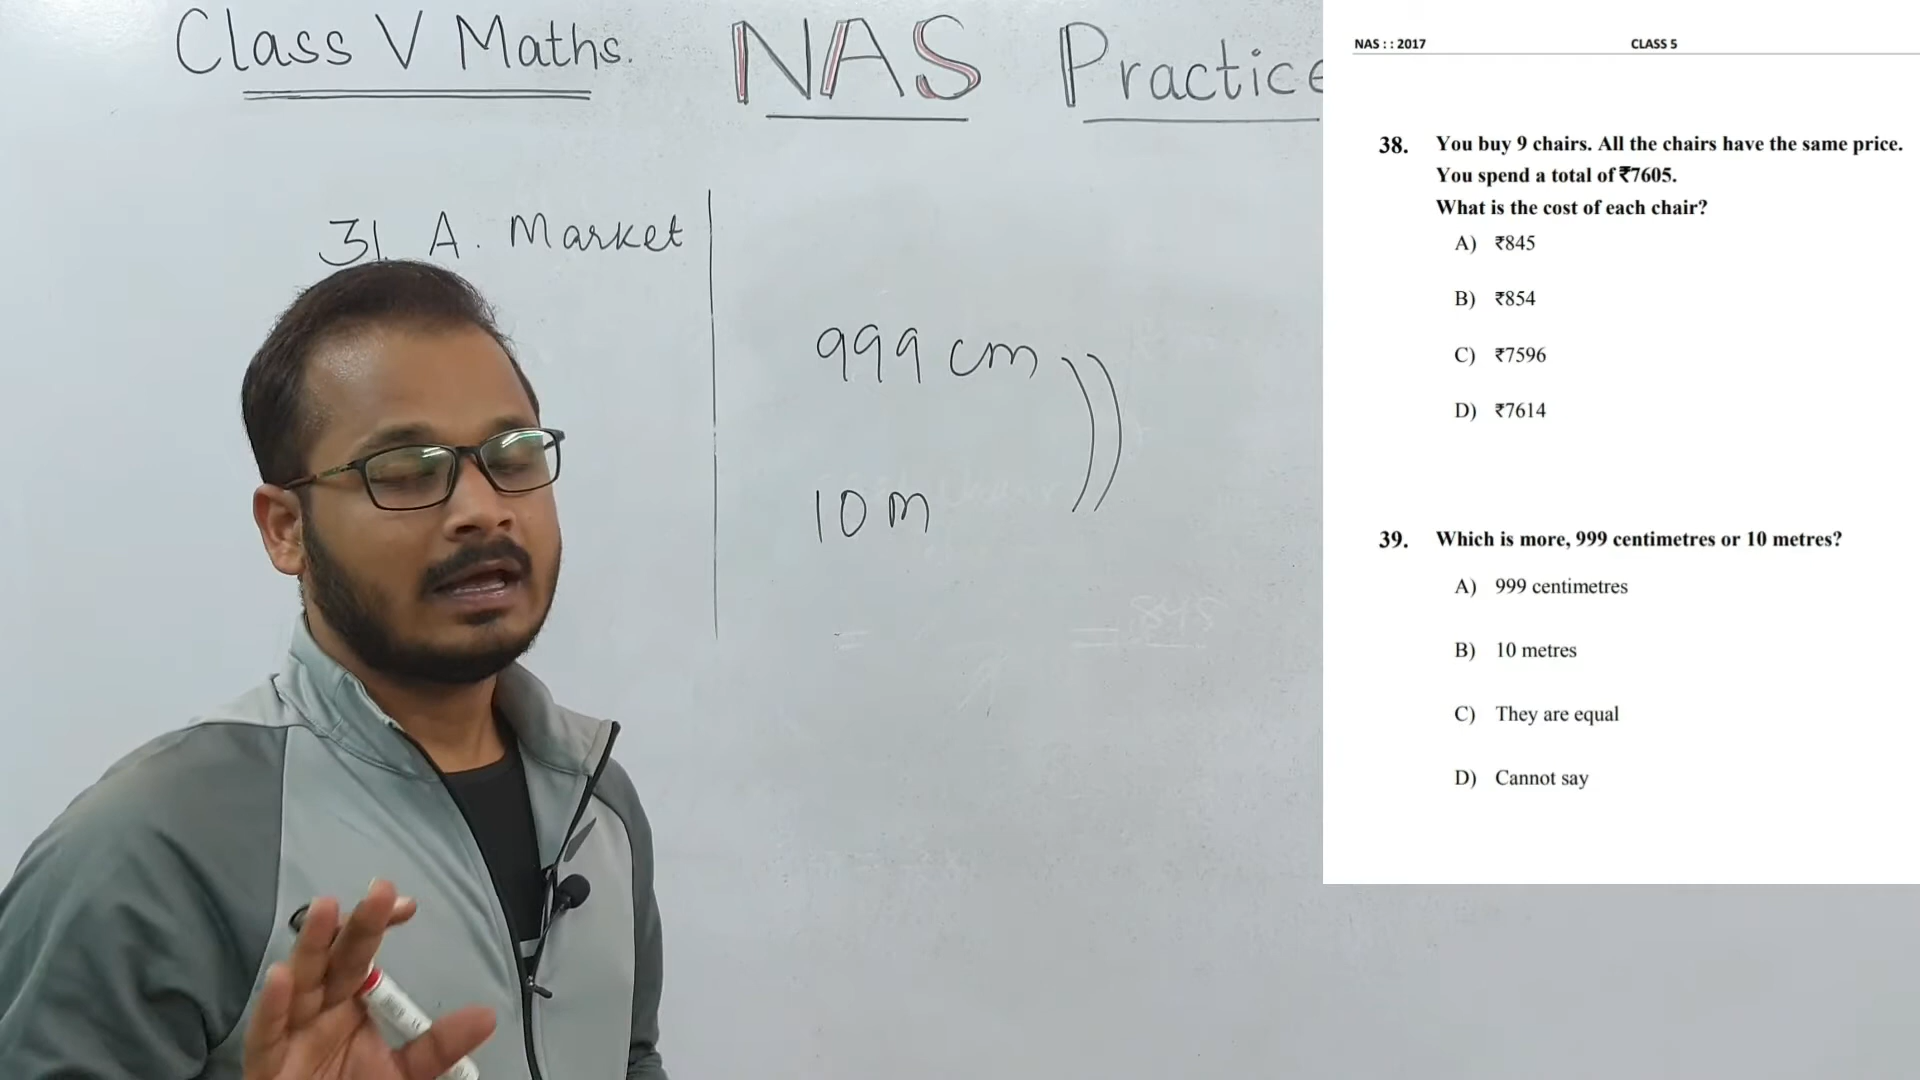 Class V Maths. NAS Practice
31. A. Market
999 cm
10 m
= 845
NAS : : 2017 CLASS 5
38. You buy 9 chairs. All the chairs have the same price.
You spend a total of ₹7605.
What is the cost of each chair?
A) ₹845
B) ₹854
C) ₹7596
D) ₹7614
39. Which is more, 999 centimetres or 10 metres?
A) 999 centimetres
B) 10 metres
C) They are equal
D) Cannot say